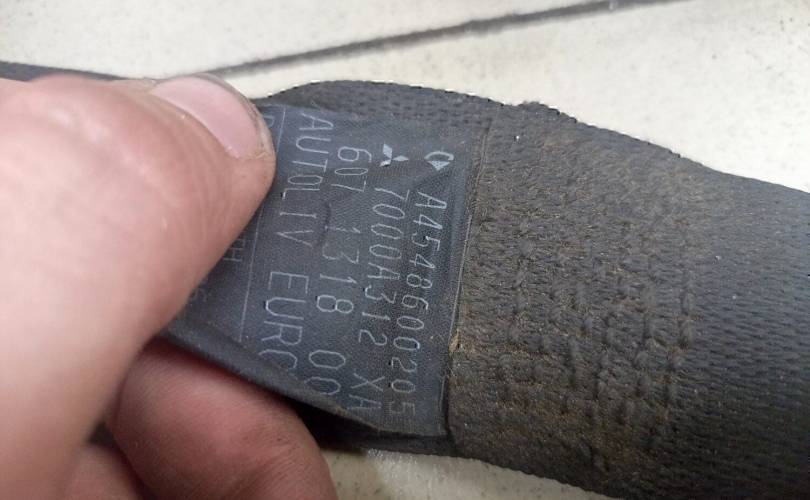 A4548600205
7000A312 XA
607 1318 00
AUTOLIV EURO